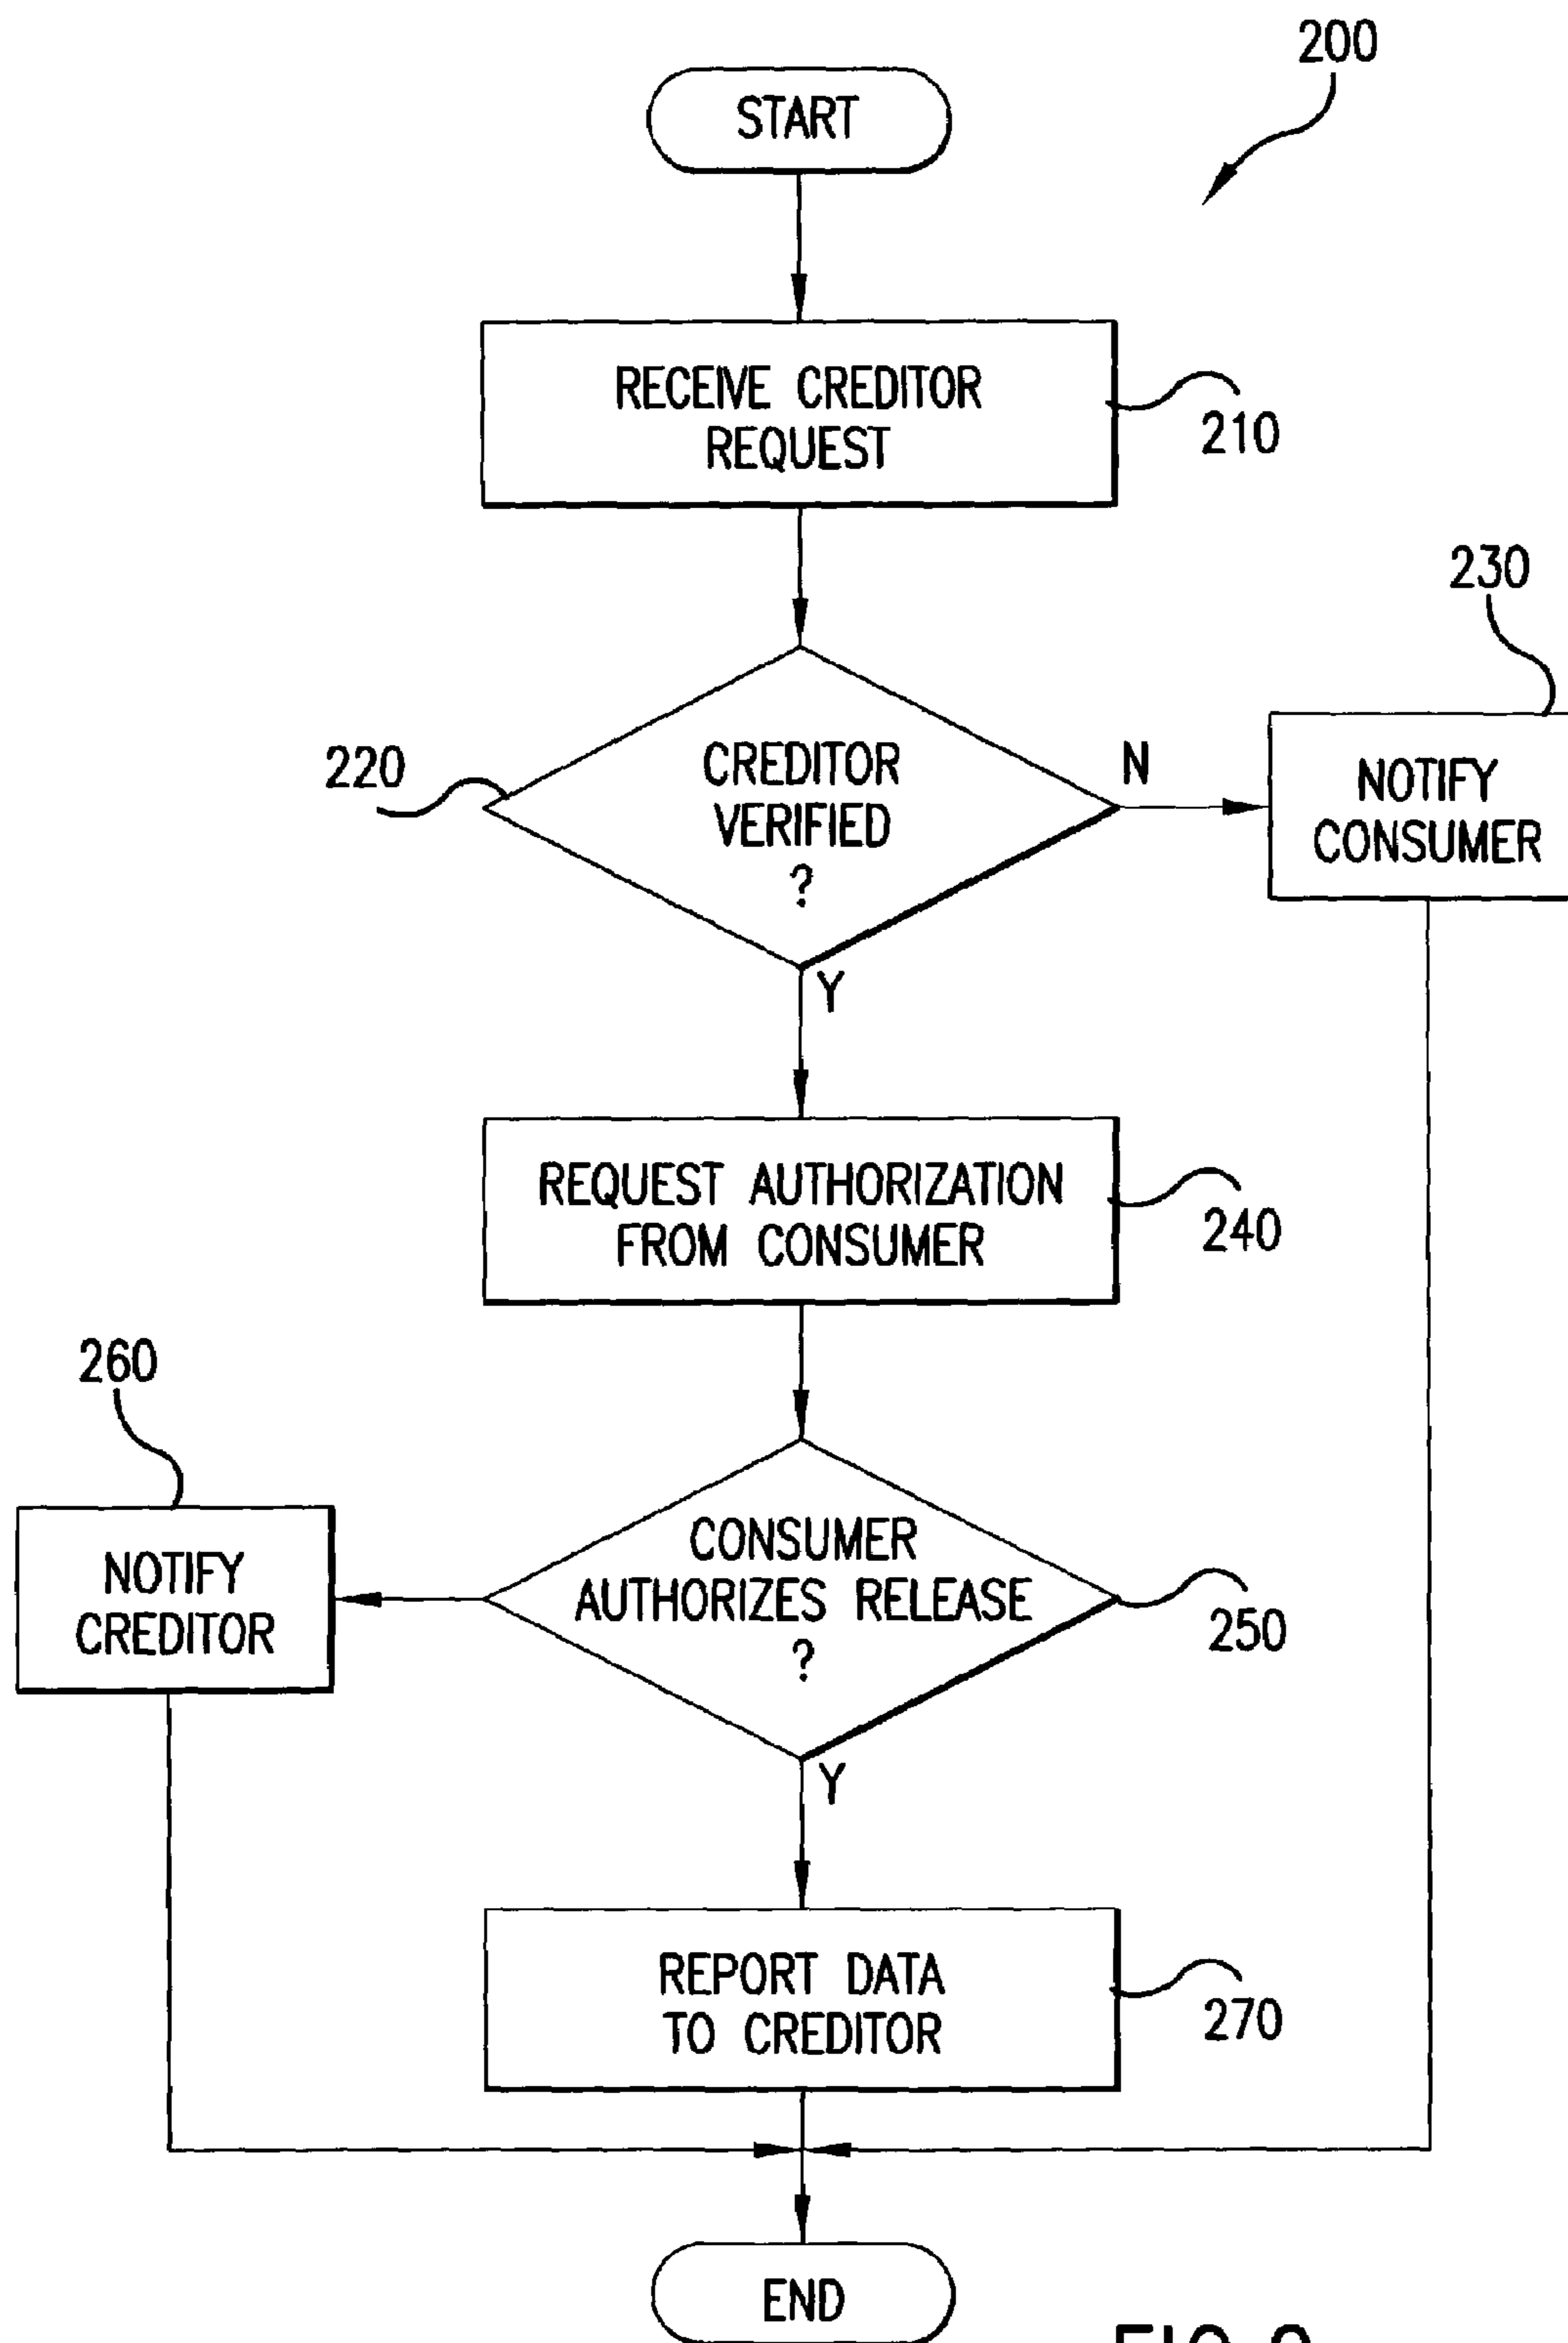 200
START
RECEIVE CREDITOR
REQUEST
210
230
220
CREDITOR
VERIFIED
?
N
NOTIFY
CONSUMER
Y
REQUEST AUTHORIZATION
FROM CONSUMER
240
260
NOTIFY
CREDITOR
CONSUMER
AUTHORIZES RELEASE
?
250
Y
REPORT DATA
TO CREDITOR
270
END